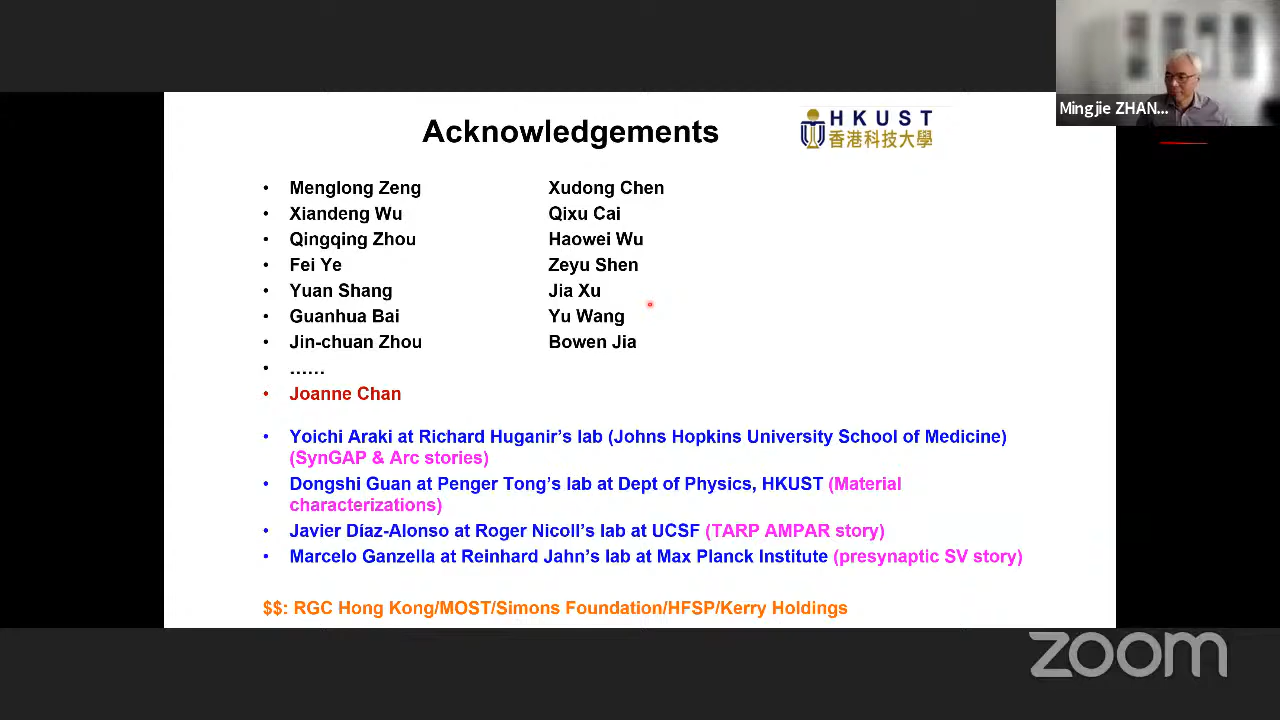 Mingjie ZHAN...
Acknowledgements
HKUST
香港科技大學
• Menglong Zeng
Xudong Chen
• Xiandeng Wu
Qixu Cai
• Qingqing Zhou
Haowei Wu
• Fei Ye
Zeyu Shen
• Yuan Shang
Jia Xu
• Guanhua Bai
Yu Wang
• Jin-chuan Zhou
Bowen Jia
• ......
• Joanne Chan
• Yoichi Araki at Richard Huganir’s lab (Johns Hopkins University School of Medicine)
(SynGAP & Arc stories)
• Dongshi Guan at Penger Tong’s lab at Dept of Physics, HKUST (Material
characterizations)
• Javier Díaz-Alonso at Roger Nicoll’s lab at UCSF (TARP AMPAR story)
• Marcelo Ganzella at Reinhard Jahn’s lab at Max Planck Institute (presynaptic SV story)
$$: RGC Hong Kong/MOST/Simons Foundation/HFSP/Kerry Holdings
zoom